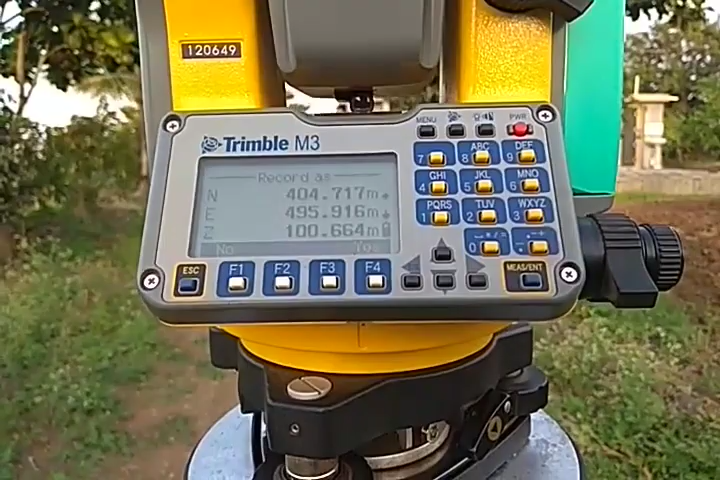 120649
Trimble M3
MENU PWR
Record as
N 404.717m
E 495.916m
Z 100.664m
No Yes
7 ABC 8 DEF 9
GHI 4 JKL 5 MNO 6
PQRS 1 TUV 2 WXYZ 3
0
ESC F1 F2 F3 F4 MEAS/ENT